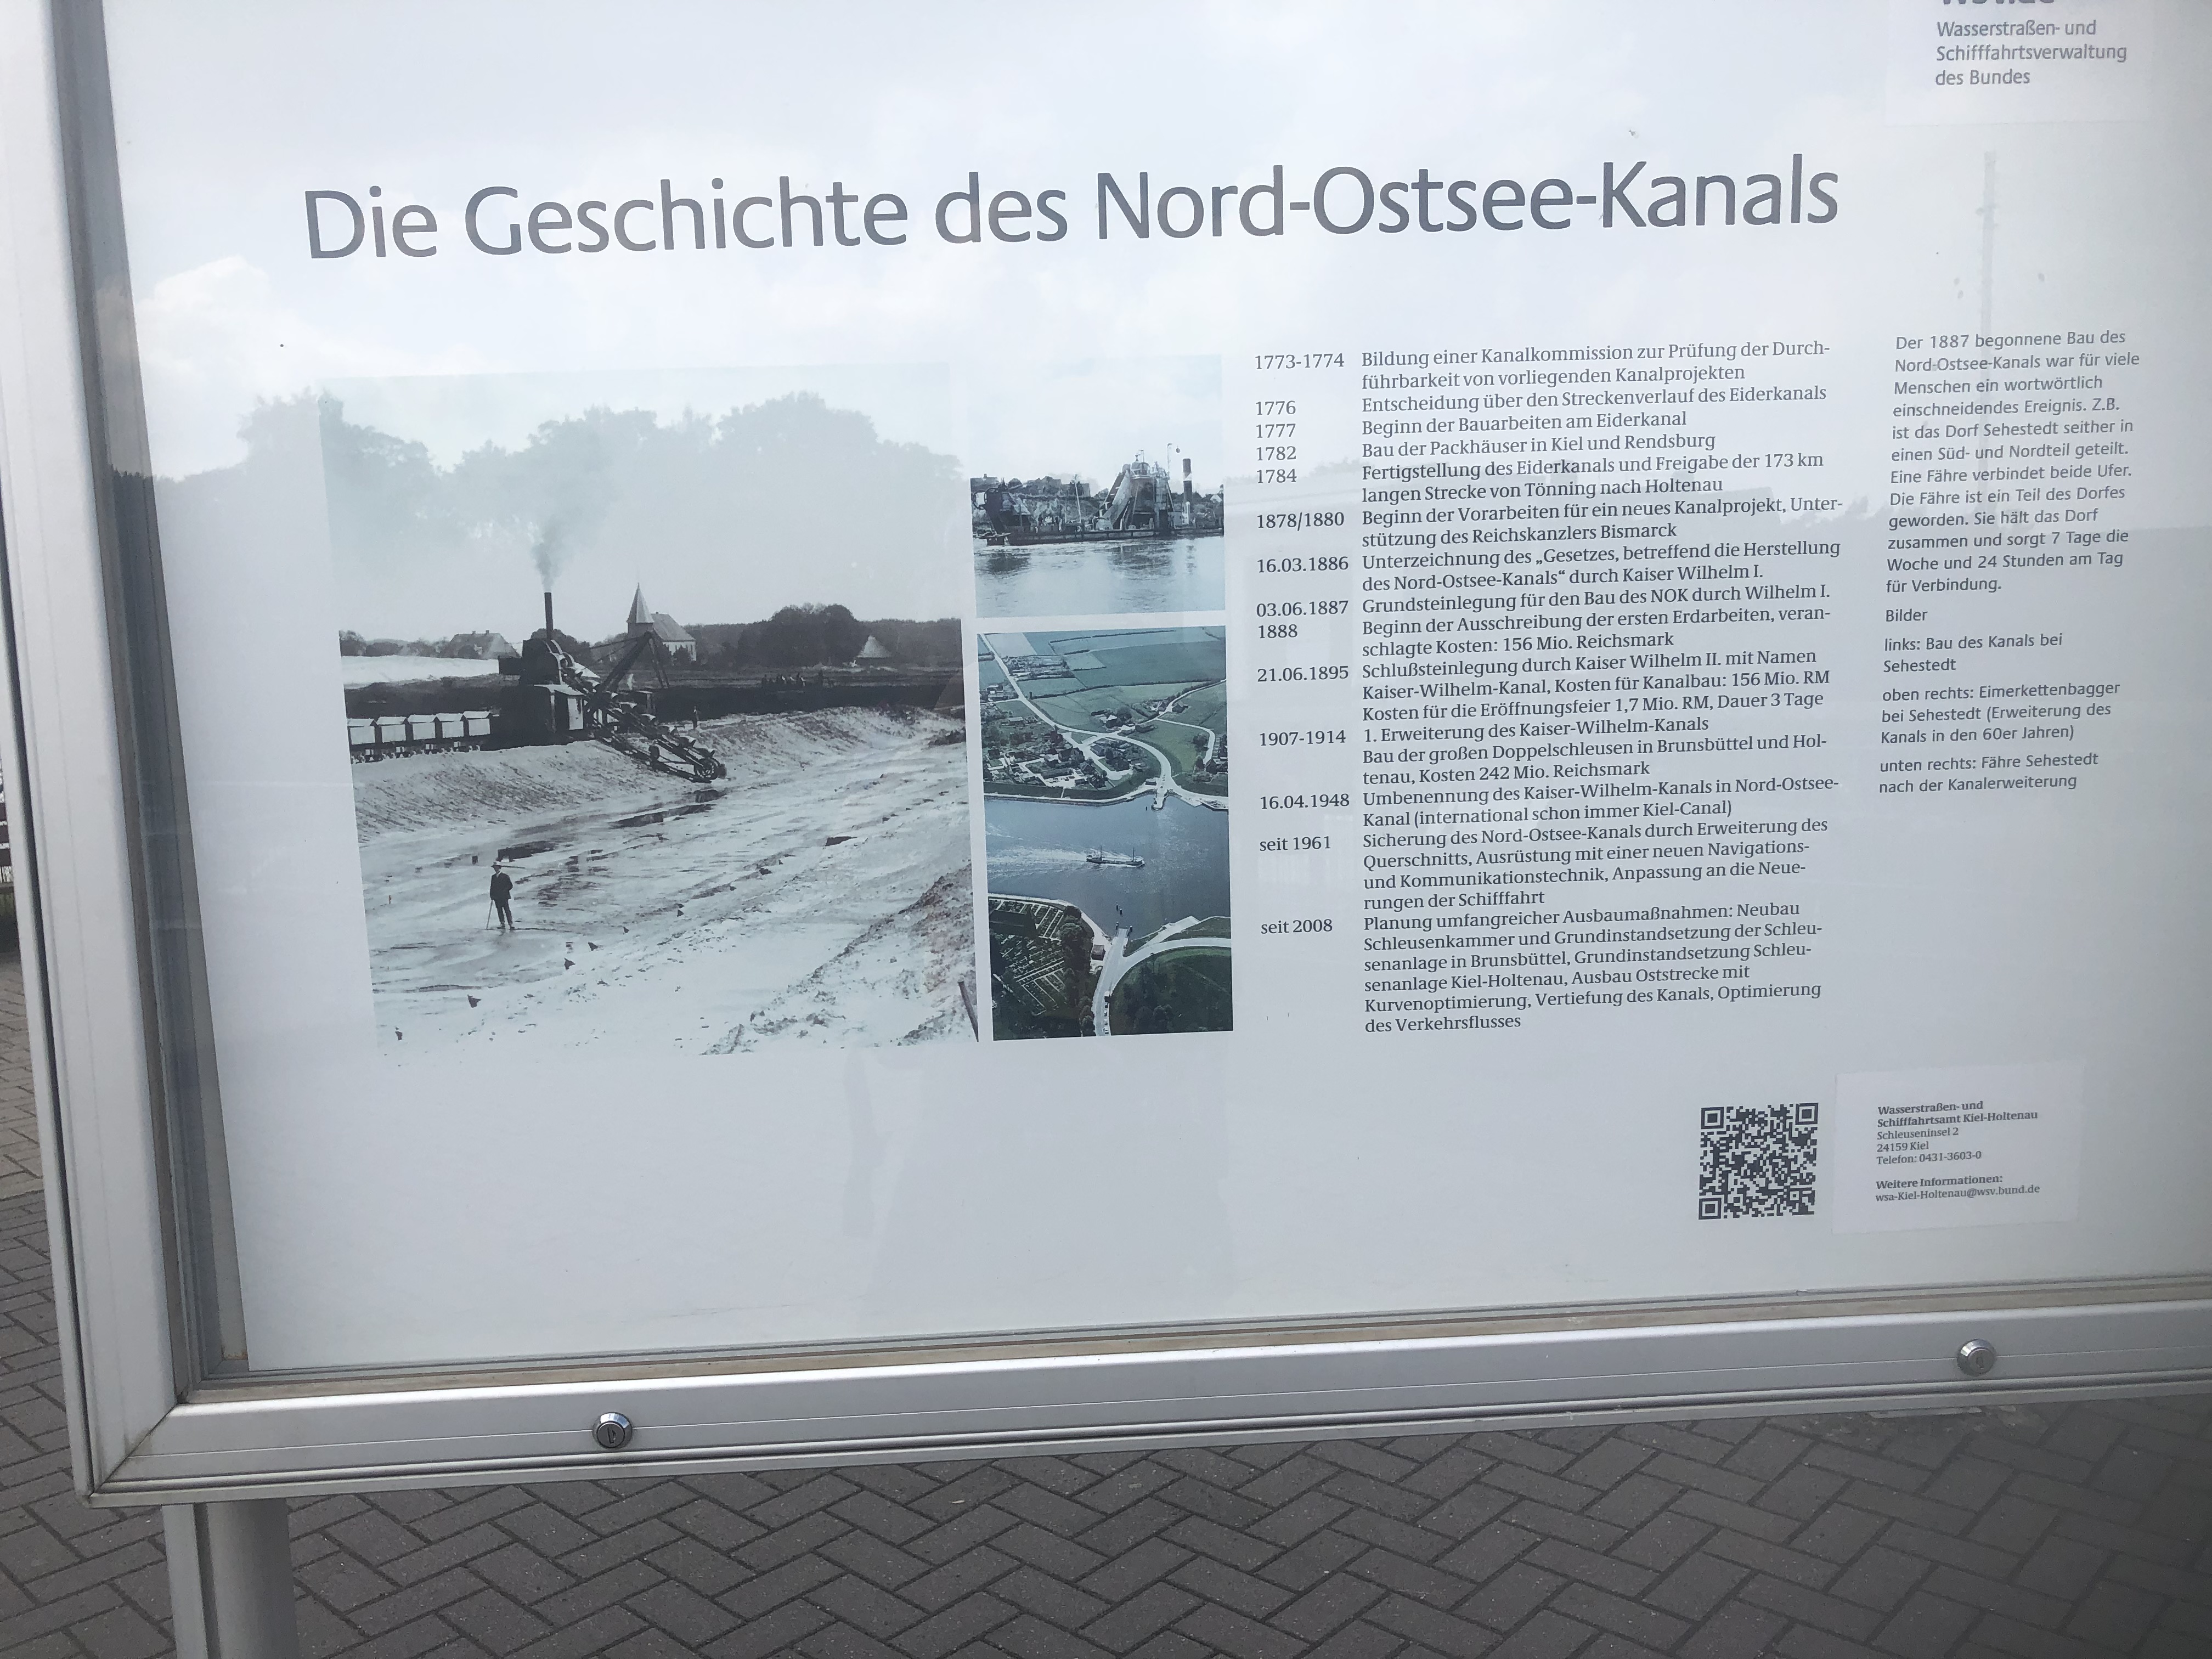 Wasserstraßen- und
Schifffahrtsverwaltung
des Bundes
Die Geschichte des Nord-Ostsee-Kanals
1773-1774 Bildung einer Kanalkommission zur Prüfung der Durch-
führbarkeit von vorliegenden Kanalprojekten
1776 Entscheidung über den Streckenverlauf des Eiderkanals
1777 Beginn der Bauarbeiten am Eiderkanal
1782 Bau der Packhäuser in Kiel und Rendsburg
1784 Fertigstellung des Eiderkanals und Freigabe der 173 km
langen Strecke von Tönning nach Holtenau
1878/1880 Beginn der Vorarbeiten für ein neues Kanalprojekt, Unter-
stützung des Reichskanzlers Bismarck
16.03.1886 Unterzeichnung des „Gesetzes, betreffend die Herstellung
des Nord-Ostsee-Kanals“ durch Kaiser Wilhelm I.
03.06.1887 Grundsteinlegung für den Bau des NOK durch Wilhelm I.
1888 Beginn der Ausschreibung der ersten Erdarbeiten, veran-
schlagte Kosten: 156 Mio. Reichsmark
21.06.1895 Schlußsteinlegung durch Kaiser Wilhelm II. mit Namen
Kaiser-Wilhelm-Kanal, Kosten für Kanalbau: 156 Mio. RM
Kosten für die Eröffnungsfeier 1,7 Mio. RM, Dauer 3 Tage
1907-1914 1. Erweiterung des Kaiser-Wilhelm-Kanals
Bau der großen Doppelschleusen in Brunsbüttel und Hol-
tenau, Kosten 242 Mio. Reichsmark
16.04.1948 Umbenennung des Kaiser-Wilhelm-Kanals in Nord-Ostsee-
Kanal (international schon immer Kiel-Canal)
seit 1961 Sicherung des Nord-Ostsee-Kanals durch Erweiterung des
Querschnitts, Ausrüstung mit einer neuen Navigations-
und Kommunikationstechnik, Anpassung an die Neue-
rungen der Schifffahrt
seit 2008 Planung umfangreicher Ausbaumaßnahmen: Neubau
Schleusenkammer und Grundinstandsetzung der Schleu-
senanlage in Brunsbüttel, Grundinstandsetzung Schleu-
senanlage Kiel-Holtenau, Ausbau Oststrecke mit
Kurvenoptimierung, Vertiefung des Kanals, Optimierung
des Verkehrsflusses
Der 1887 begonnene Bau des
Nord-Ostsee-Kanals war für viele
Menschen ein wortwörtlich
einschneidendes Ereignis. Z.B.
ist das Dorf Sehestedt seither in
einen Süd- und Nordteil geteilt.
Eine Fähre verbindet beide Ufer.
Die Fähre ist ein Teil des Dorfes
geworden. Sie hält das Dorf
zusammen und sorgt 7 Tage die
Woche und 24 Stunden am Tag
für Verbindung.
Bilder
links: Bau des Kanals bei
Sehestedt
oben rechts: Eimerkettenbagger
bei Sehestedt (Erweiterung des
Kanals in den 60er Jahren)
unten rechts: Fähre Sehestedt
nach der Kanalerweiterung
Wasserstraßen- und
Schifffahrtsamt Kiel-Holtenau
Schleuseninsel 2
24159 Kiel
Telefon: 0431-3603-0
Weitere Informationen:
wsa-Kiel-Holtenau@wsv.bund.de